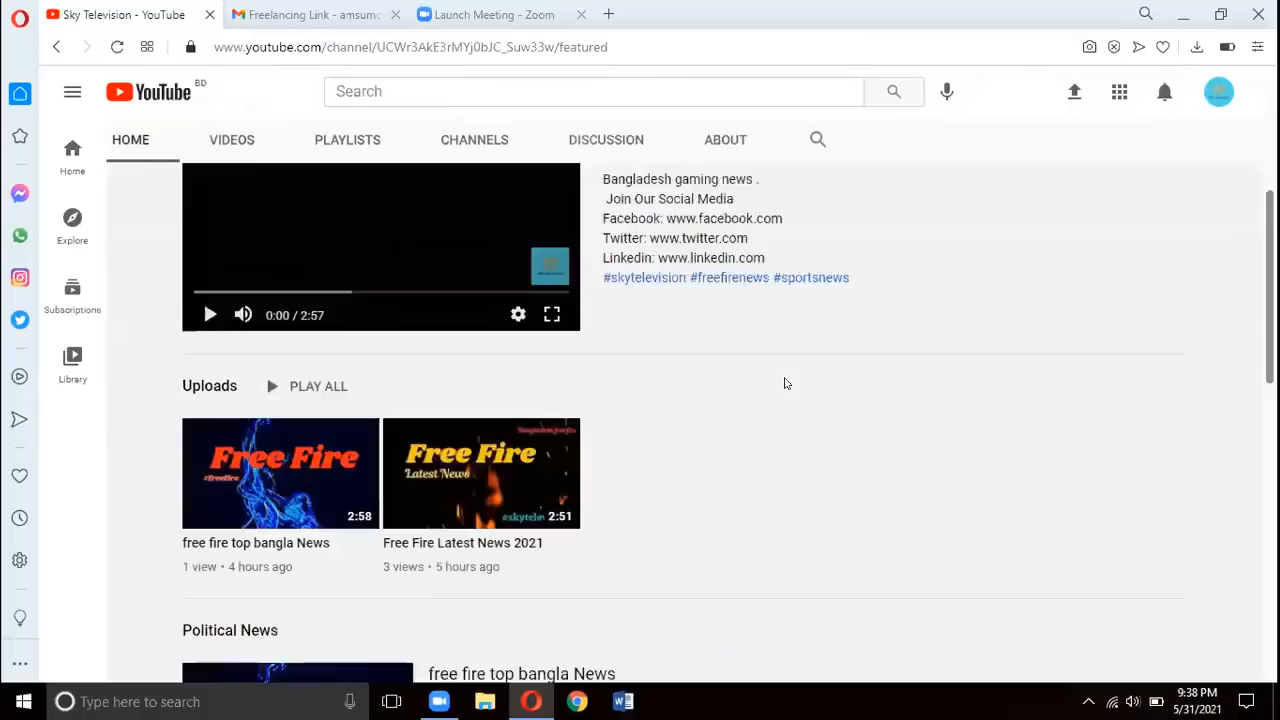 Sky Television - YouTube
Freelancing Link - amsumo
Launch Meeting - Zoom
www.youtube.com/channel/UCWr3AkE3rMYj0bJC_Suw33w/featured
YouTube BD
Search
HOME VIDEOS PLAYLISTS CHANNELS DISCUSSION ABOUT
Home
Explore
Subscriptions
Library
Bangladesh gaming news .
Join Our Social Media
Facebook: www.facebook.com
Twitter: www.twitter.com
Linkedin: www.linkedin.com
#skytelevision #freefirenews #sportsnews
0:00 / 2:57
Uploads PLAY ALL
Free Fire
#freefire
2:58
Free Fire
Latest News
2:51
free fire top bangla News
1 view • 4 hours ago
Free Fire Latest News 2021
3 views • 5 hours ago
Political News
free fire top bangla News
Type here to search
9:38 PM
5/31/2021